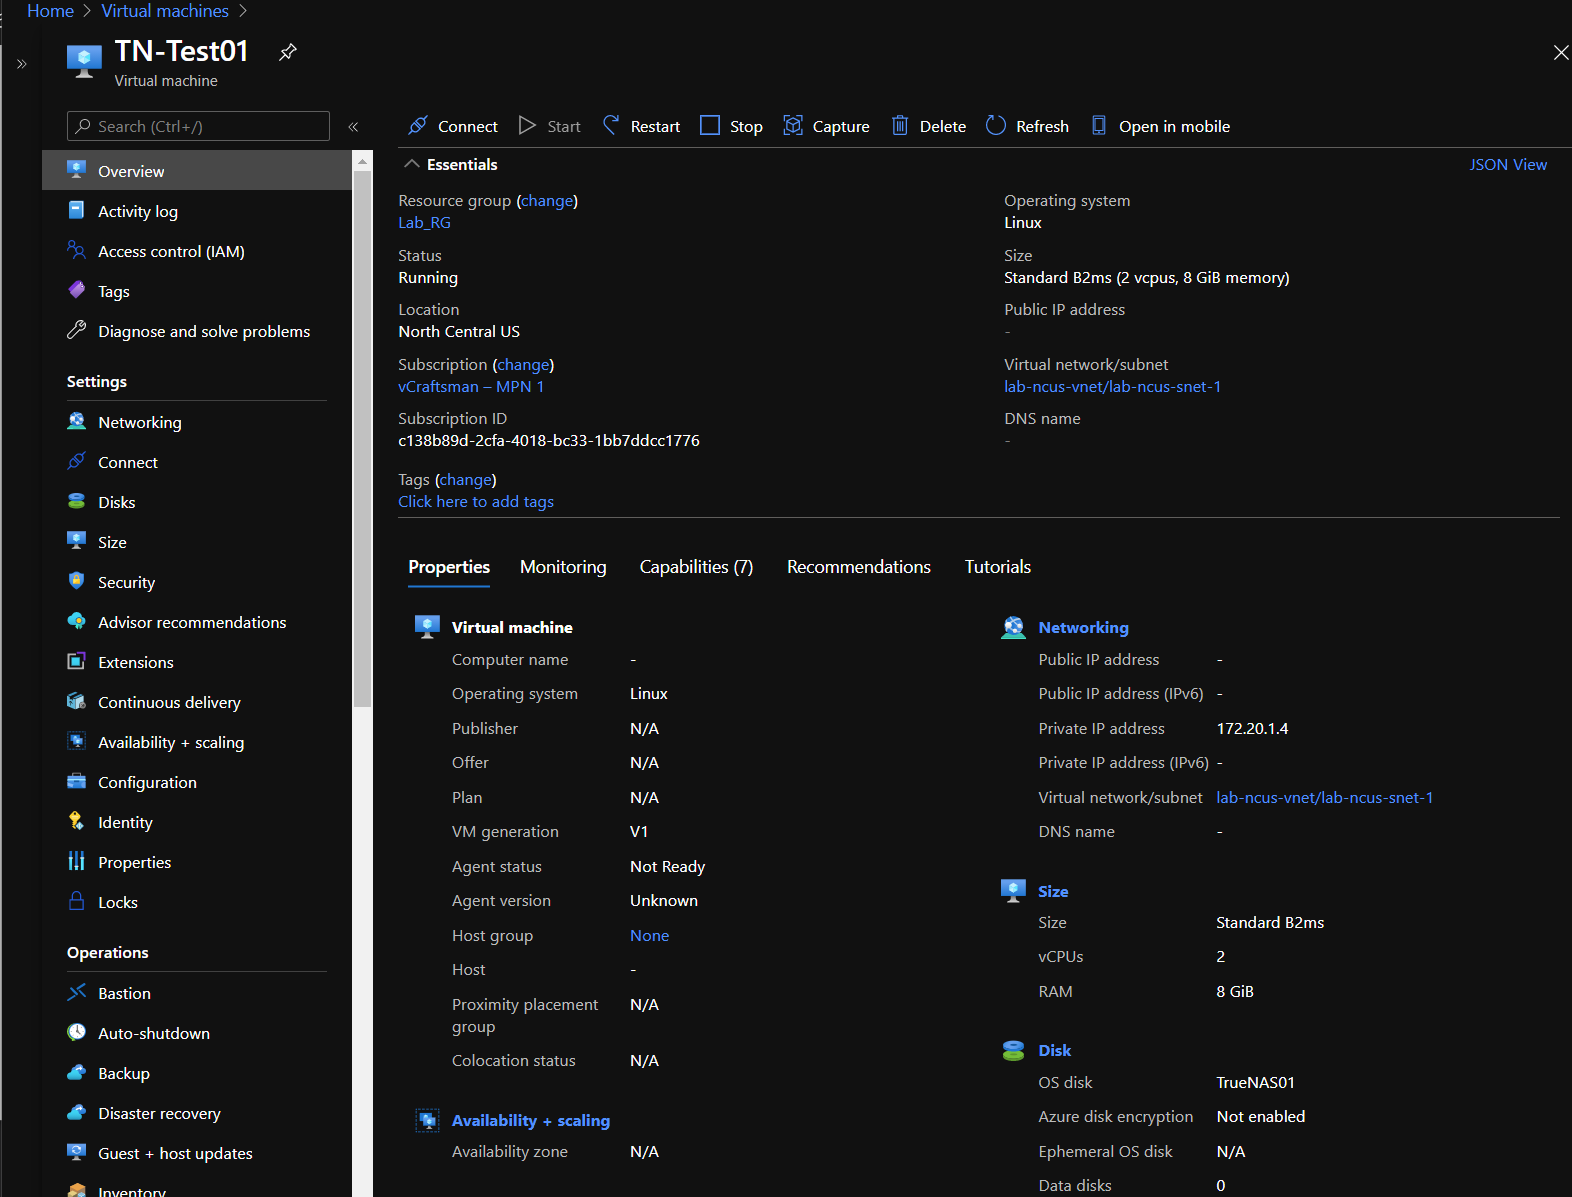 Home > Virtual machines >
TN-Test01
Virtual machine
Search (Ctrl+/)
Overview
Activity log
Access control (IAM)
Tags
Diagnose and solve problems
Settings
Networking
Connect
Disks
Size
Security
Advisor recommendations
Extensions
Continuous delivery
Availability + scaling
Configuration
Identity
Properties
Locks
Operations
Bastion
Auto-shutdown
Backup
Disaster recovery
Guest + host updates
Inventory
Connect Start Restart Stop Capture Delete Refresh Open in mobile
Essentials
JSON View
Resource group (change)
Lab_RG
Status
Running
Location
North Central US
Subscription (change)
vCraftsman – MPN 1
Subscription ID
c138b89d-2cfa-4018-bc33-1bb7ddcc1776
Operating system
Linux
Size
Standard B2ms (2 vcpus, 8 GiB memory)
Public IP address
-
Virtual network/subnet
lab-ncus-vnet/lab-ncus-snet-1
DNS name
-
Tags (change)
Click here to add tags
Properties Monitoring Capabilities (7) Recommendations Tutorials
Virtual machine
Computer name -
Operating system Linux
Publisher N/A
Offer N/A
Plan N/A
VM generation V1
Agent status Not Ready
Agent version Unknown
Host group None
Host -
Proximity placement N/A
group
Colocation status N/A
Availability + scaling
Availability zone N/A
Networking
Public IP address -
Public IP address (IPv6) -
Private IP address 172.20.1.4
Private IP address (IPv6) -
Virtual network/subnet lab-ncus-vnet/lab-ncus-snet-1
DNS name -
Size
Size Standard B2ms
vCPUs 2
RAM 8 GiB
Disk
OS disk TrueNAS01
Azure disk encryption Not enabled
Ephemeral OS disk N/A
Data disks 0